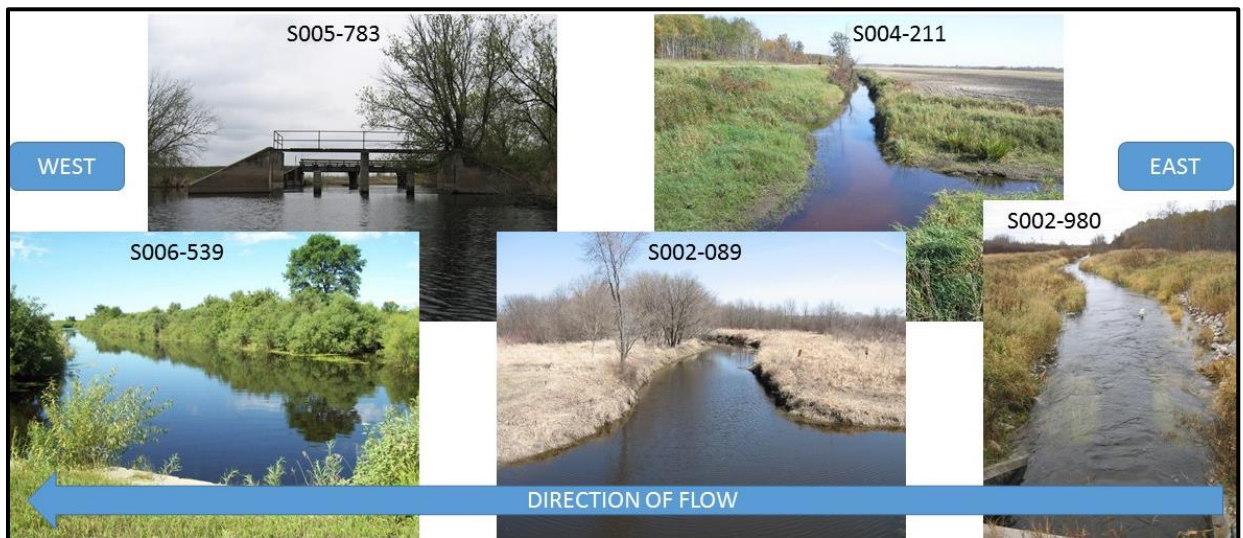 S005-783
S004-211
WEST
EAST
S002-980
S006-539
S002-089
DIRECTION OF FLOW